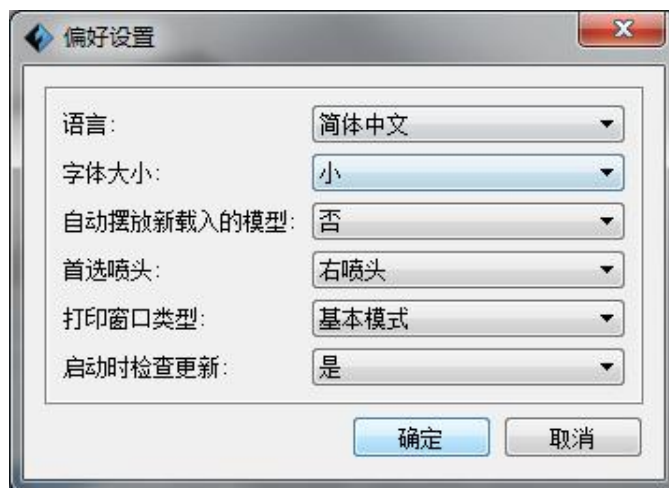 偏好设置
语言: 简体中文
字体大小: 小
自动摆放新载入的模型: 否
首选喷头: 右喷头
打印窗口类型: 基本模式
启动时检查更新: 是
确定 取消